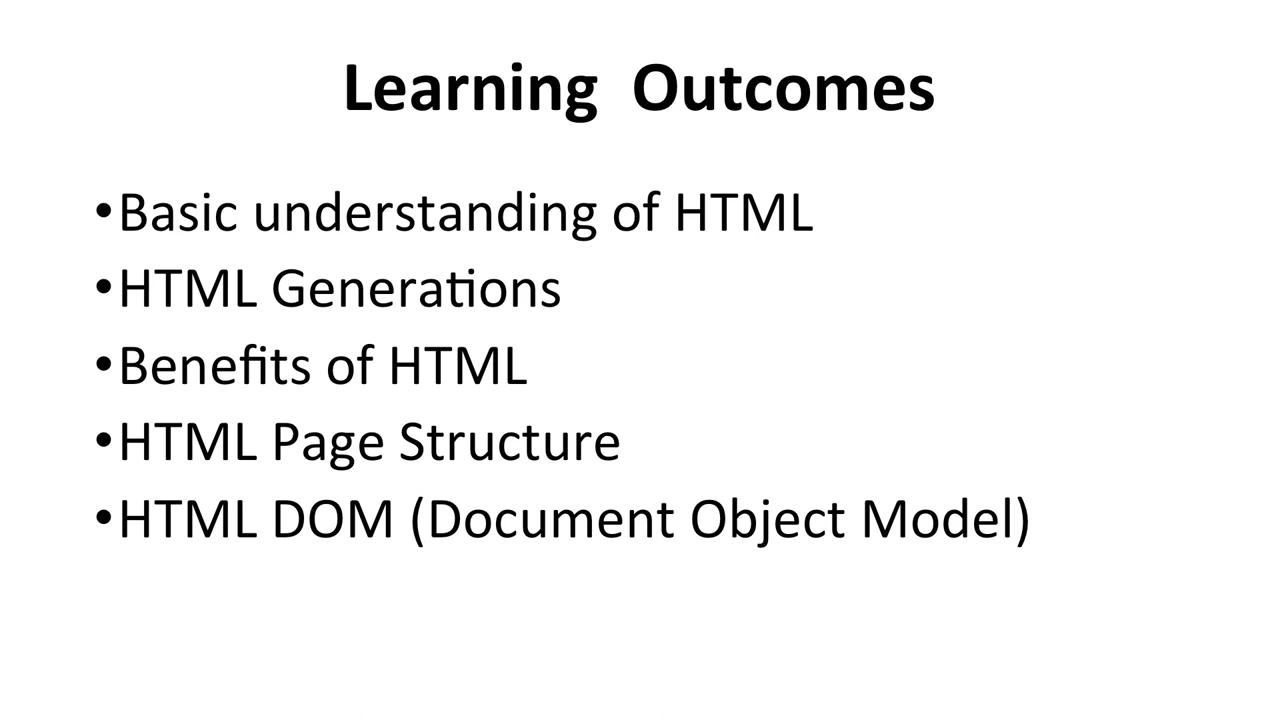 Learning Outcomes
•Basic understanding of HTML
•HTML Generations
•Benefits of HTML
•HTML Page Structure
•HTML DOM (Document Object Model)